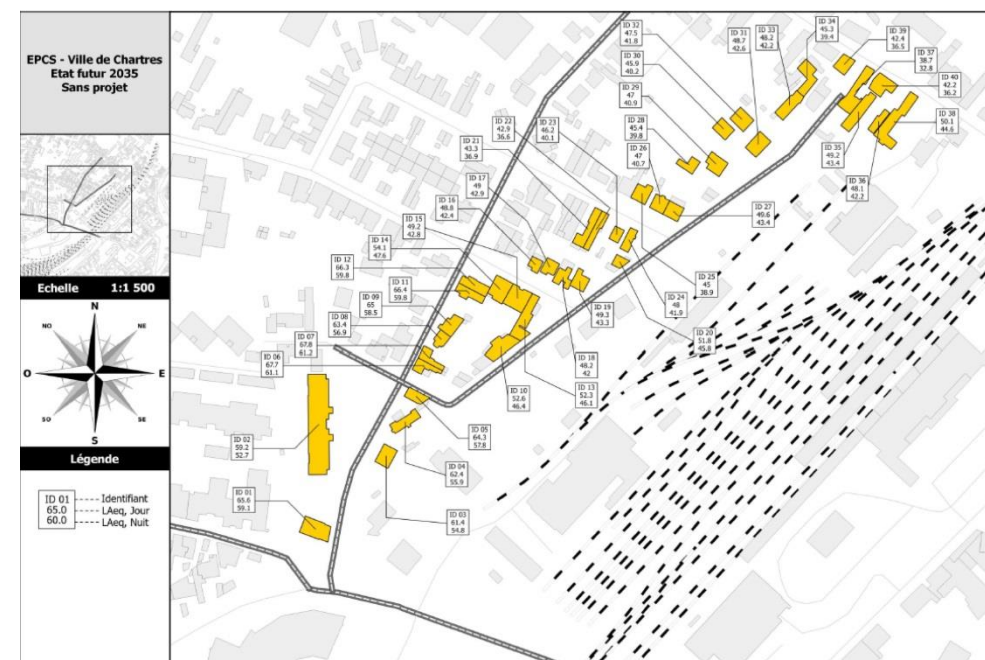 EPCS - Ville de Chartres
Etat futur 2035
Sans projet
Echelle 1:1 500
N
NO
NE
O
E
SO
SE
S
Légende
ID 01
65.0
60.0
Identifiant
LAeq, Jour
LAeq, Nuit
ID 32
47.5
41.8
ID 30
45.9
40.2
ID 29
47
40.9
ID 28
45.4
39.8
ID 26
47
40.7
ID 31
48.7
42.6
ID 33
48.2
42.2
ID 34
45.3
39.4
ID 39
42.4
36.5
ID 37
38.7
32.8
ID 40
42.2
36.2
ID 38
50.1
44.6
ID 35
49.2
43.4
ID 36
48.1
42.2
ID 27
49.6
43.4
ID 25
45
38.9
ID 24
48
41.9
ID 20
51.8
45.8
ID 23
46.2
40.1
ID 22
42.9
36.6
ID 21
43.3
36.9
ID 17
49
42.9
ID 16
48.8
42.4
ID 15
49.2
42.8
ID 14
54.1
47.6
ID 12
66.3
59.8
ID 11
66.4
59.8
ID 09
65
58.5
ID 08
63.4
56.9
ID 07
67.8
61.2
ID 06
67.7
61.1
ID 19
49.3
43.3
ID 18
48.2
42
ID 13
52.3
46.1
ID 10
52.6
46.4
ID 05
64.3
57.8
ID 04
62.4
55.9
ID 03
61.4
54.8
ID 02
59.2
52.7
ID 01
65.6
59.1